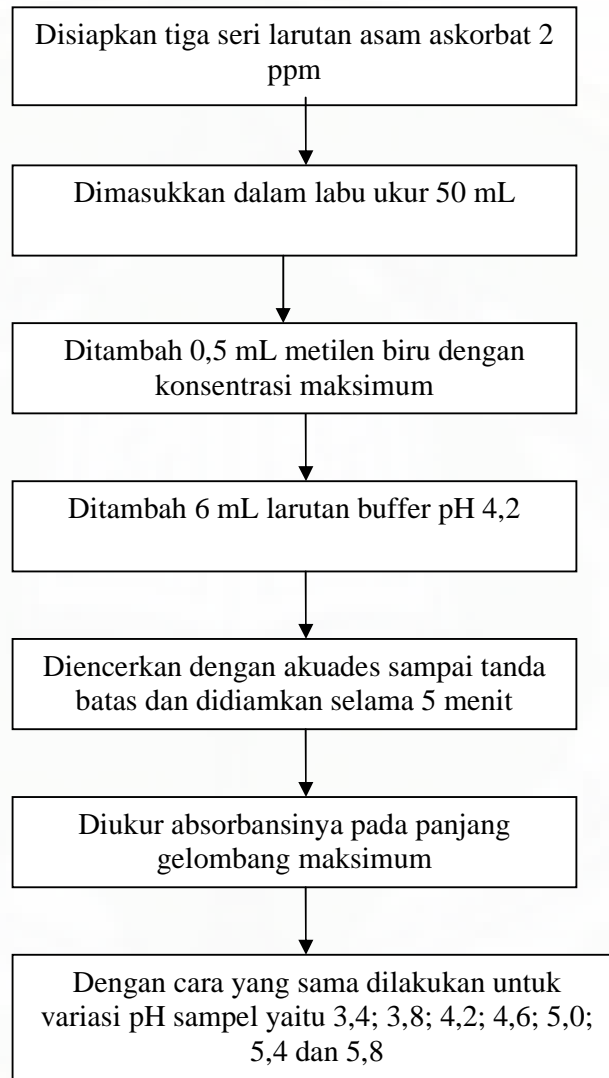 Disiapkan tiga seri larutan asam askorbat 2
ppm
Dimasukkan dalam labu ukur 50 mL
Ditambah 0,5 mL metilen biru dengan
konsentrasi maksimum
Ditambah 6 mL larutan buffer pH 4,2
Diencerkan dengan akuades sampai tanda
batas dan didiamkan selama 5 menit
Diukur absorbansinya pada panjang
gelombang maksimum
Dengan cara yang sama dilakukan untuk
variasi pH sampel yaitu 3,4; 3,8; 4,2; 4,6; 5,0;
5,4 dan 5,8